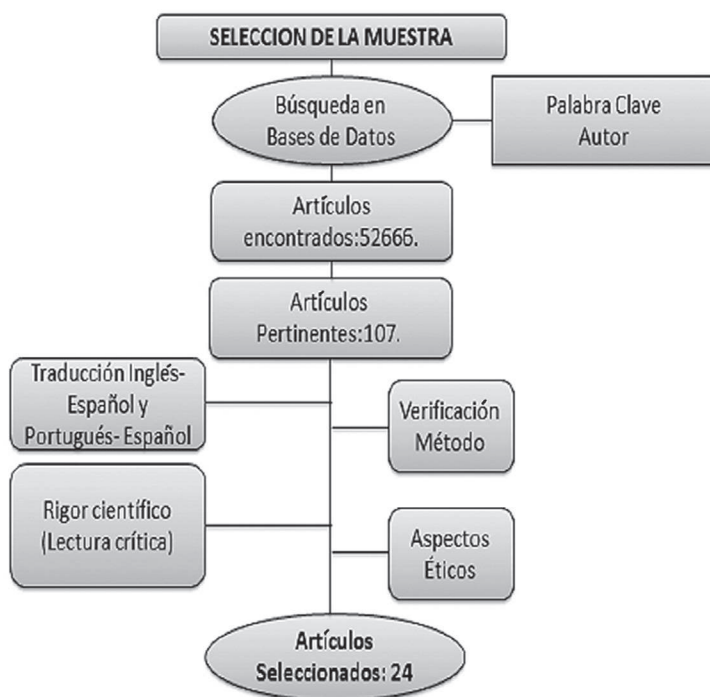 SELECCION DE LA MUESTRA
Búsqueda en
Bases de Datos
Palabra Clave
Autor
Artículos
encontrados:52666.
Artículos
Pertinentes:107.
Traducción Inglés-
Español y
Portugués- Español
Verificación
Método
Rigor científico
(Lectura crítica)
Aspectos
Éticos
Artículos
Seleccionados: 24